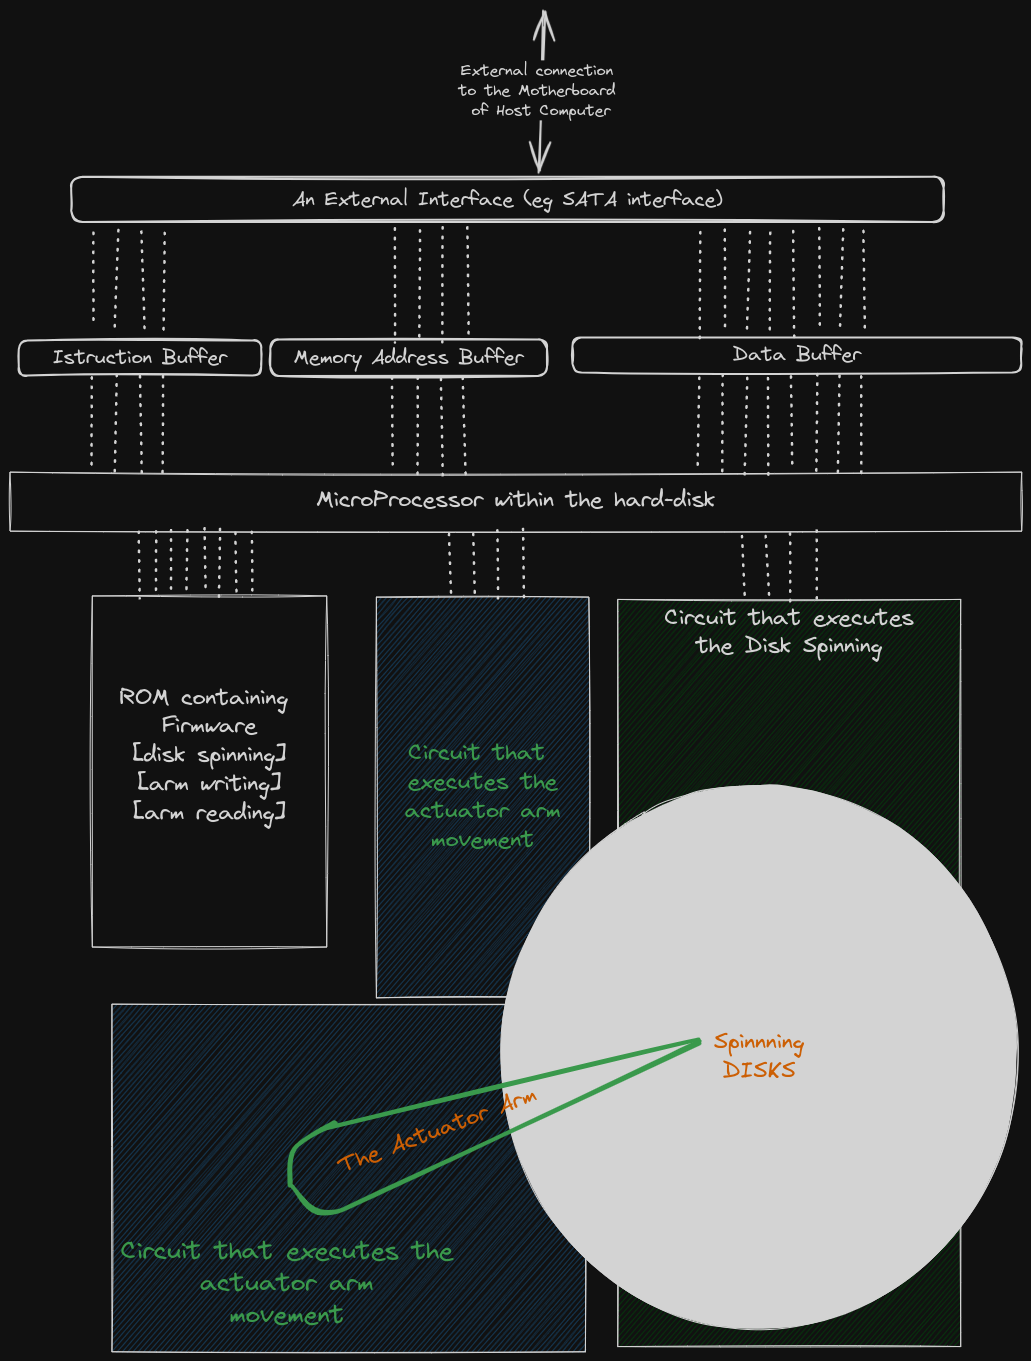 External connection
to the Motherboard
of Host Computer
An External Interface (eg SATA interface)
Istruction Buffer
Memory Address Buffer
Data Buffer
MicroProcessor within the hard-disk
ROM containing
Firmware
[disk spinning]
[arm writing]
[arm reading]
Circuit that
executes the
actuator arm
movement
Circuit that executes
the Disk Spinning
Spinnning
DISKS
The Actuator Arm
Circuit that executes the
actuator arm
movement